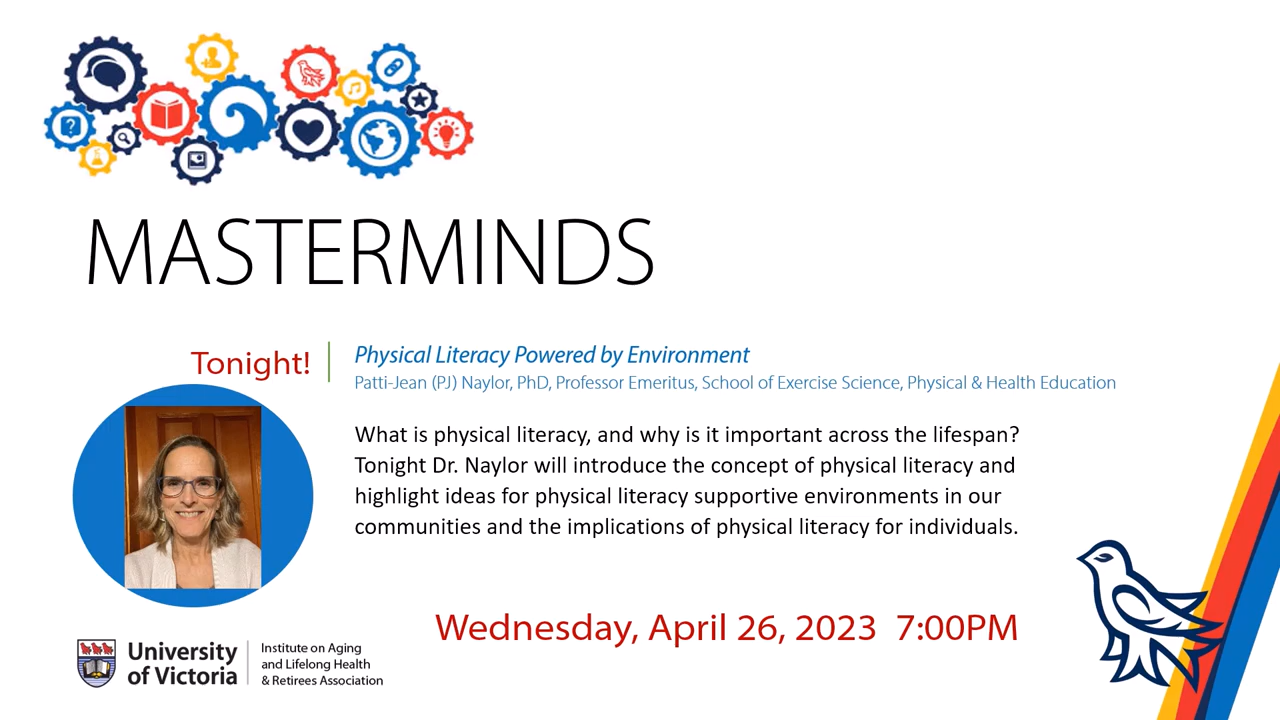 MASTERMINDS
Tonight!
Physical Literacy Powered by Environment
Patti-Jean (PJ) Naylor, PhD, Professor Emeritus, School of Exercise Science, Physical & Health Education
What is physical literacy, and why is it important across the lifespan?
Tonight Dr. Naylor will introduce the concept of physical literacy and
highlight ideas for physical literacy supportive environments in our
communities and the implications of physical literacy for individuals.
Wednesday, April 26, 2023 7:00PM
University
of Victoria
Institute on Aging
and Lifelong Health
& Retirees Association